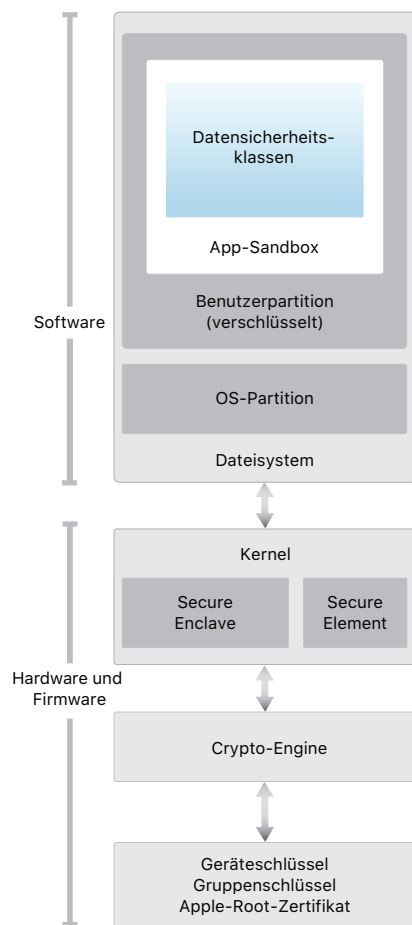 Datensicherheits-
klassen
App-Sandbox
Benutzerpartition
(verschlüsselt)
Software
OS-Partition
Dateisystem
Kernel
Secure
Enclave
Secure
Element
Hardware und
Firmware
Crypto-Engine
Geräteschlüssel
Gruppenschlüssel
Apple-Root-Zertifikat